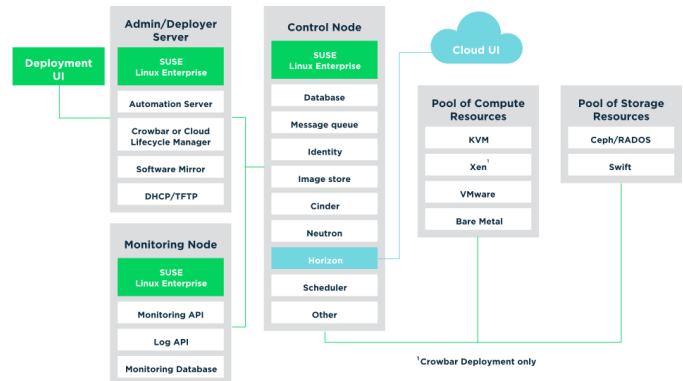 Deployment
UI
Admin/Deployer
Server
SUSE
Linux Enterprise
Automation Server
Crowbar or Cloud
Lifecycle Manager
Software Mirror
DHCP/TFTP
Monitoring Node
SUSE
Linux Enterprise
Monitoring API
Log API
Monitoring Database
Control Node
SUSE
Linux Enterprise
Database
Message queue
Identity
Image store
Cinder
Neutron
Horizon
Scheduler
Other
Cloud UI
Pool of Compute
Resources
KVM
Xen¹
VMware
Bare Metal
Pool of Storage
Resources
Ceph/RADOS
Swift
¹Crowbar Deployment only